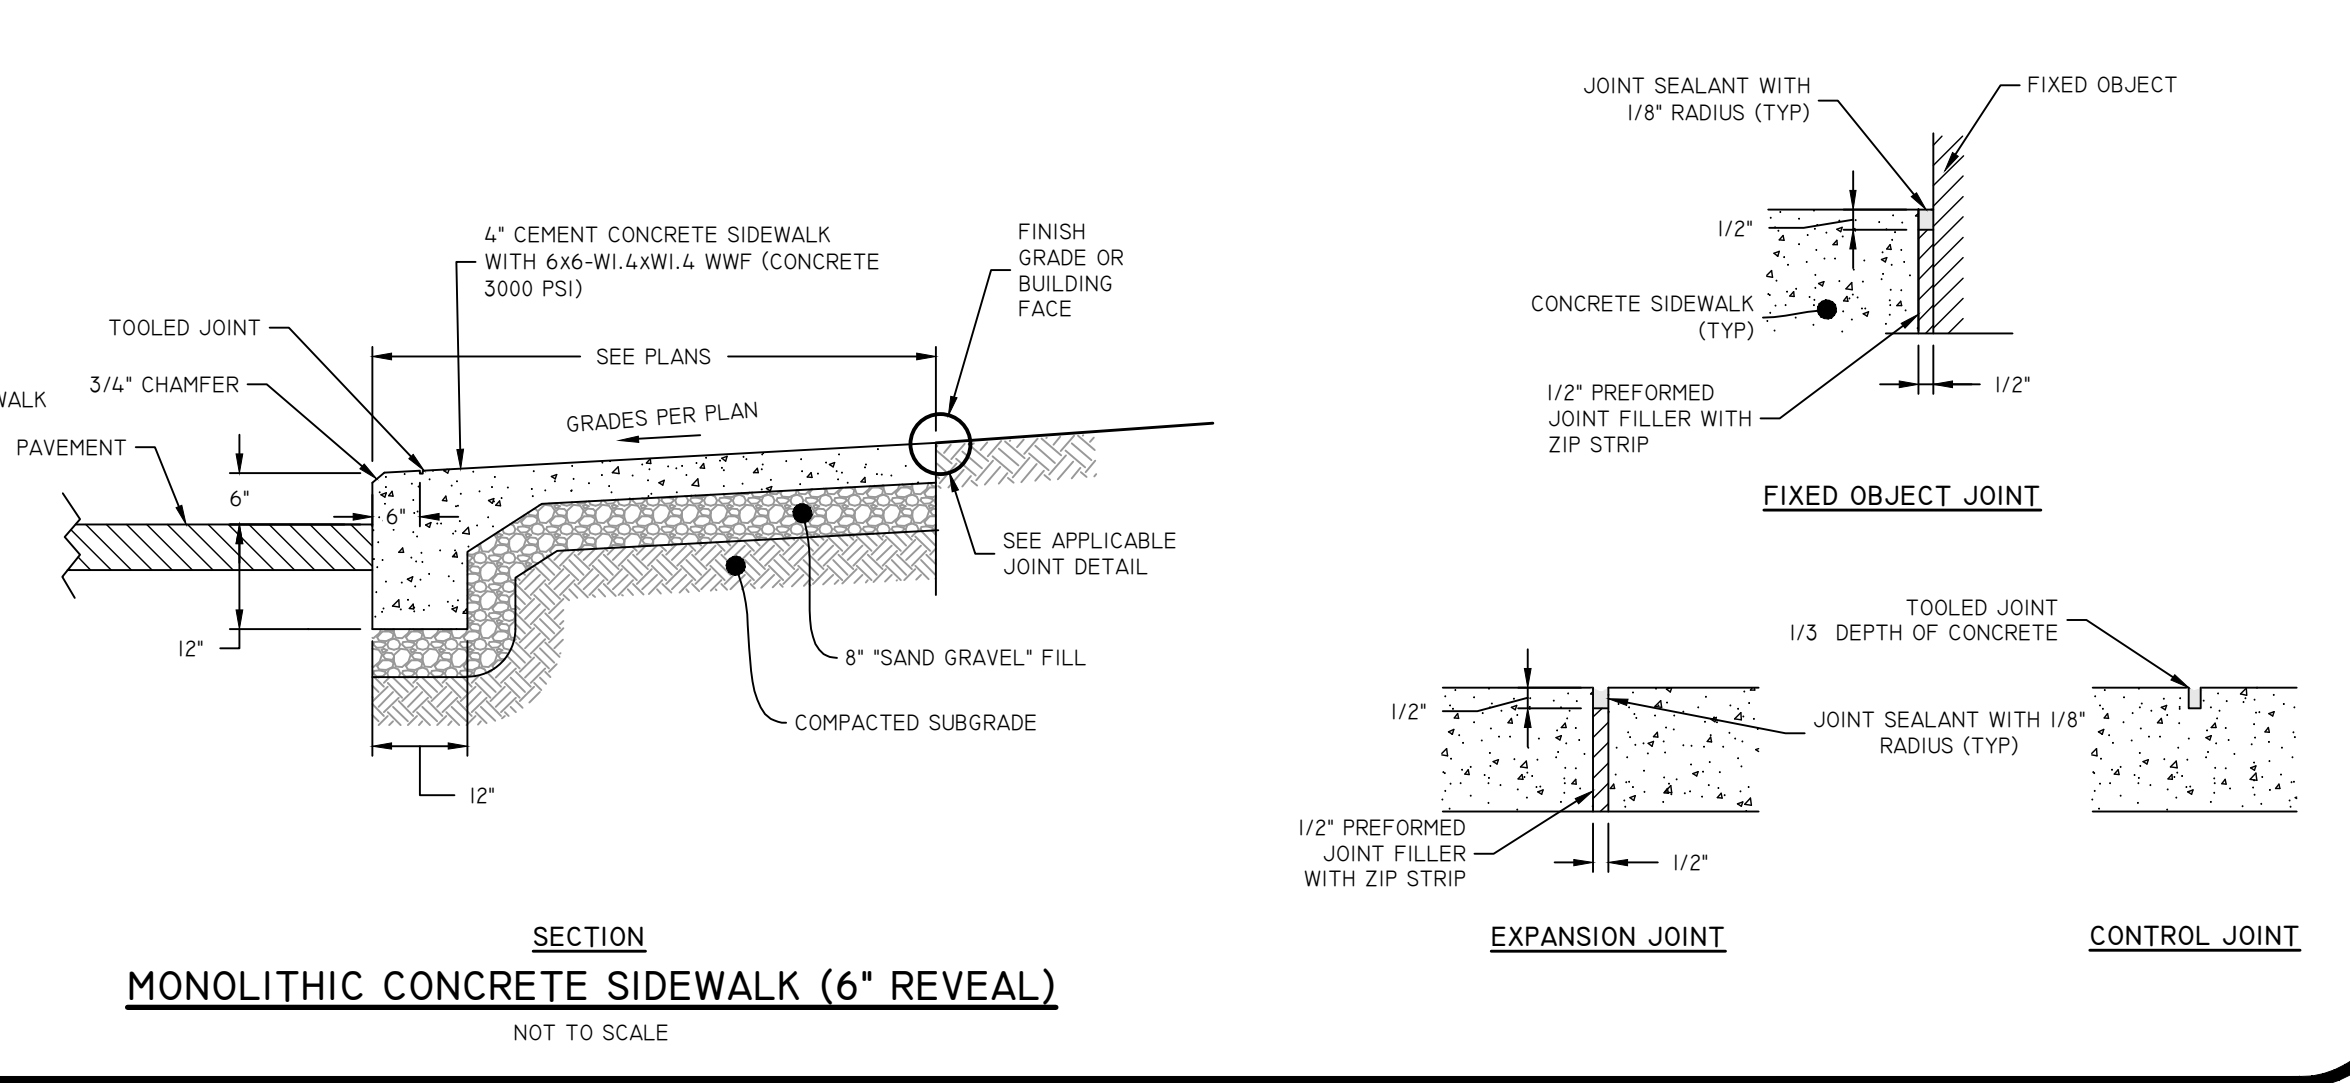 4" CEMENT CONCRETE SIDEWALK
WITH 6x6-W1.4xW1.4 WWF (CONCRETE
3000 PSI)
FINISH
GRADE OR
BUILDING
FACE
TOOLED JOINT
SEE PLANS
3/4" CHAMFER
WALK
GRADES PER PLAN
PAVEMENT
6"
6"
SEE APPLICABLE
JOINT DETAIL
12"
8" "SAND GRAVEL" FILL
COMPACTED SUBGRADE
12"
SECTION
MONOLITHIC CONCRETE SIDEWALK (6" REVEAL)
NOT TO SCALE
JOINT SEALANT WITH
1/8" RADIUS (TYP)
FIXED OBJECT
1/2"
CONCRETE SIDEWALK
(TYP)
1/2" PREFORMED
JOINT FILLER WITH
ZIP STRIP
1/2"
FIXED OBJECT JOINT
1/2"
JOINT SEALANT WITH 1/8"
RADIUS (TYP)
1/2" PREFORMED
JOINT FILLER
WITH ZIP STRIP
1/2"
EXPANSION JOINT
TOOLED JOINT
1/3 DEPTH OF CONCRETE
CONTROL JOINT